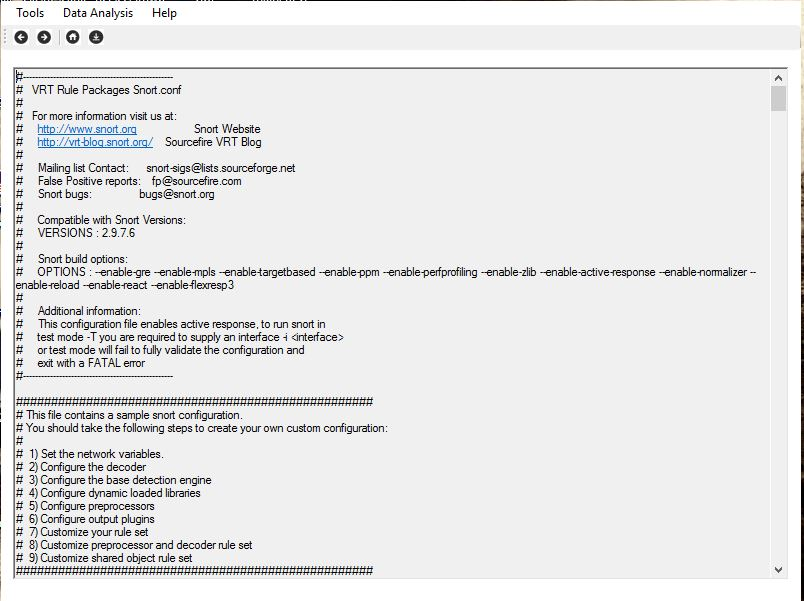 Tools Data Analysis Help
#--------------------------------------------------
# VRT Rule Packages Snort.conf
#
# For more information visit us at:
# http://www.snort.org Snort Website
# http://vrt-blog.snort.org/ Sourcefire VRT Blog
#
# Mailing list Contact: snort-sigs@lists.sourceforge.net
# False Positive reports: fp@sourcefire.com
# Snort bugs: bugs@snort.org
#
# Compatible with Snort Versions:
# VERSIONS : 2.9.7.6
#
# Snort build options:
# OPTIONS : --enable-gre --enable-mpls --enable-targetbased --enable-ppm --enable-perfprofiling --enable-zlib --enable-active-response --enable-normalizer --
enable-reload --enable-react --enable-flexresp3
#
# Additional information:
# This configuration file enables active response, to run snort in
# test mode -T you are required to supply an interface -i <interface>
# or test mode will fail to fully validate the configuration and
# exit with a FATAL error
#--------------------------------------------------
###################################################
# This file contains a sample snort configuration.
# You should take the following steps to create your own custom configuration:
#
# 1) Set the network variables.
# 2) Configure the decoder
# 3) Configure the base detection engine
# 4) Configure dynamic loaded libraries
# 5) Configure preprocessors
# 6) Configure output plugins
# 7) Customize your rule set
# 8) Customize preprocessor and decoder rule set
# 9) Customize shared object rule set
###################################################